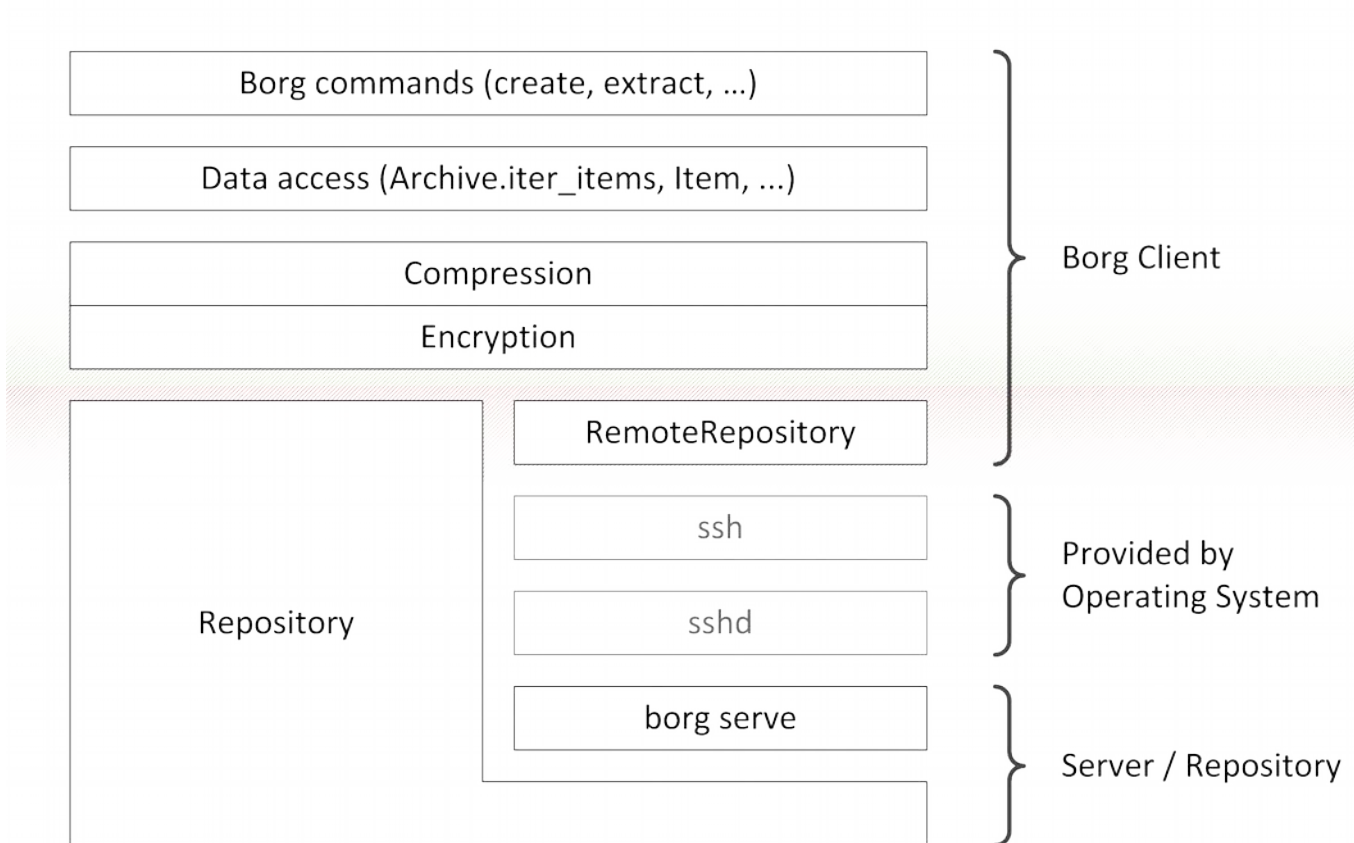 Borg commands (create, extract, ...)
Data access (Archive.iter_items, Item, ...)
Compression
Encryption
Borg Client
RemoteRepository
ssh
Provided by
Operating System
sshd
Repository
borg serve
Server / Repository